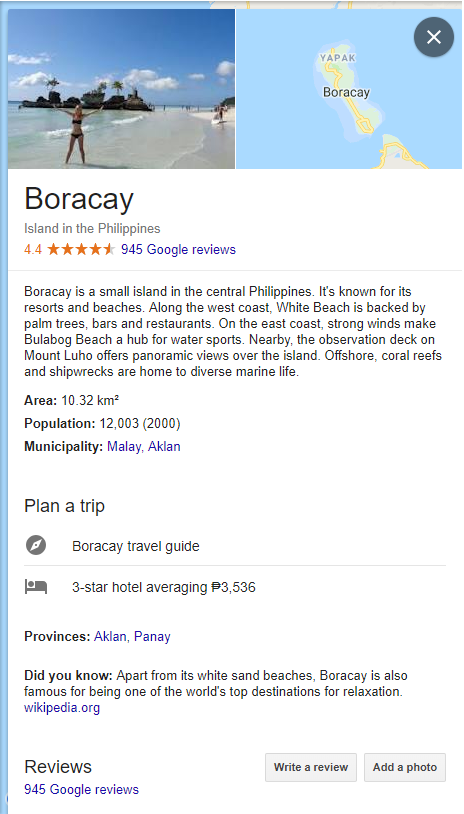 YAPAK
Boracay
Boracay
Island in the Philippines
4.4 945 Google reviews
Boracay is a small island in the central Philippines. It's known for its
resorts and beaches. Along the west coast, White Beach is backed by
palm trees, bars and restaurants. On the east coast, strong winds make
Bulabog Beach a hub for water sports. Nearby, the observation deck on
Mount Luho offers panoramic views over the island. Offshore, coral reefs
and shipwrecks are home to diverse marine life.
Area: 10.32 km²
Population: 12,003 (2000)
Municipality: Malay, Aklan
Plan a trip
Boracay travel guide
3-star hotel averaging ₱3,536
Provinces: Aklan, Panay
Did you know: Apart from its white sand beaches, Boracay is also
famous for being one of the world's top destinations for relaxation.
wikipedia.org
Reviews
Write a review
Add a photo
945 Google reviews